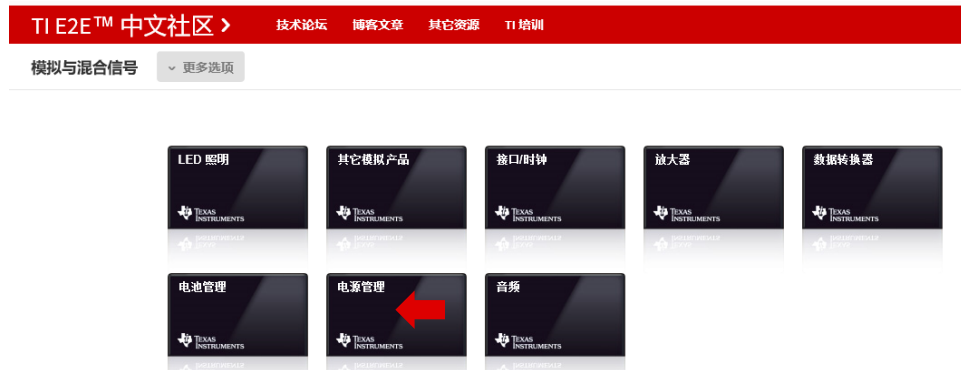 TI E2E™ 中文社区 > 技术论坛 博客文章 其它资源 TI 培训
模拟与混合信号 更多选项
LED 照明 其它模拟产品 接口/时钟 放大器 数据转换器
TEXAS INSTRUMENTS TEXAS INSTRUMENTS TEXAS INSTRUMENTS TEXAS INSTRUMENTS TEXAS INSTRUMENTS
电池管理 电源管理 音频
TEXAS INSTRUMENTS TEXAS INSTRUMENTS TEXAS INSTRUMENTS